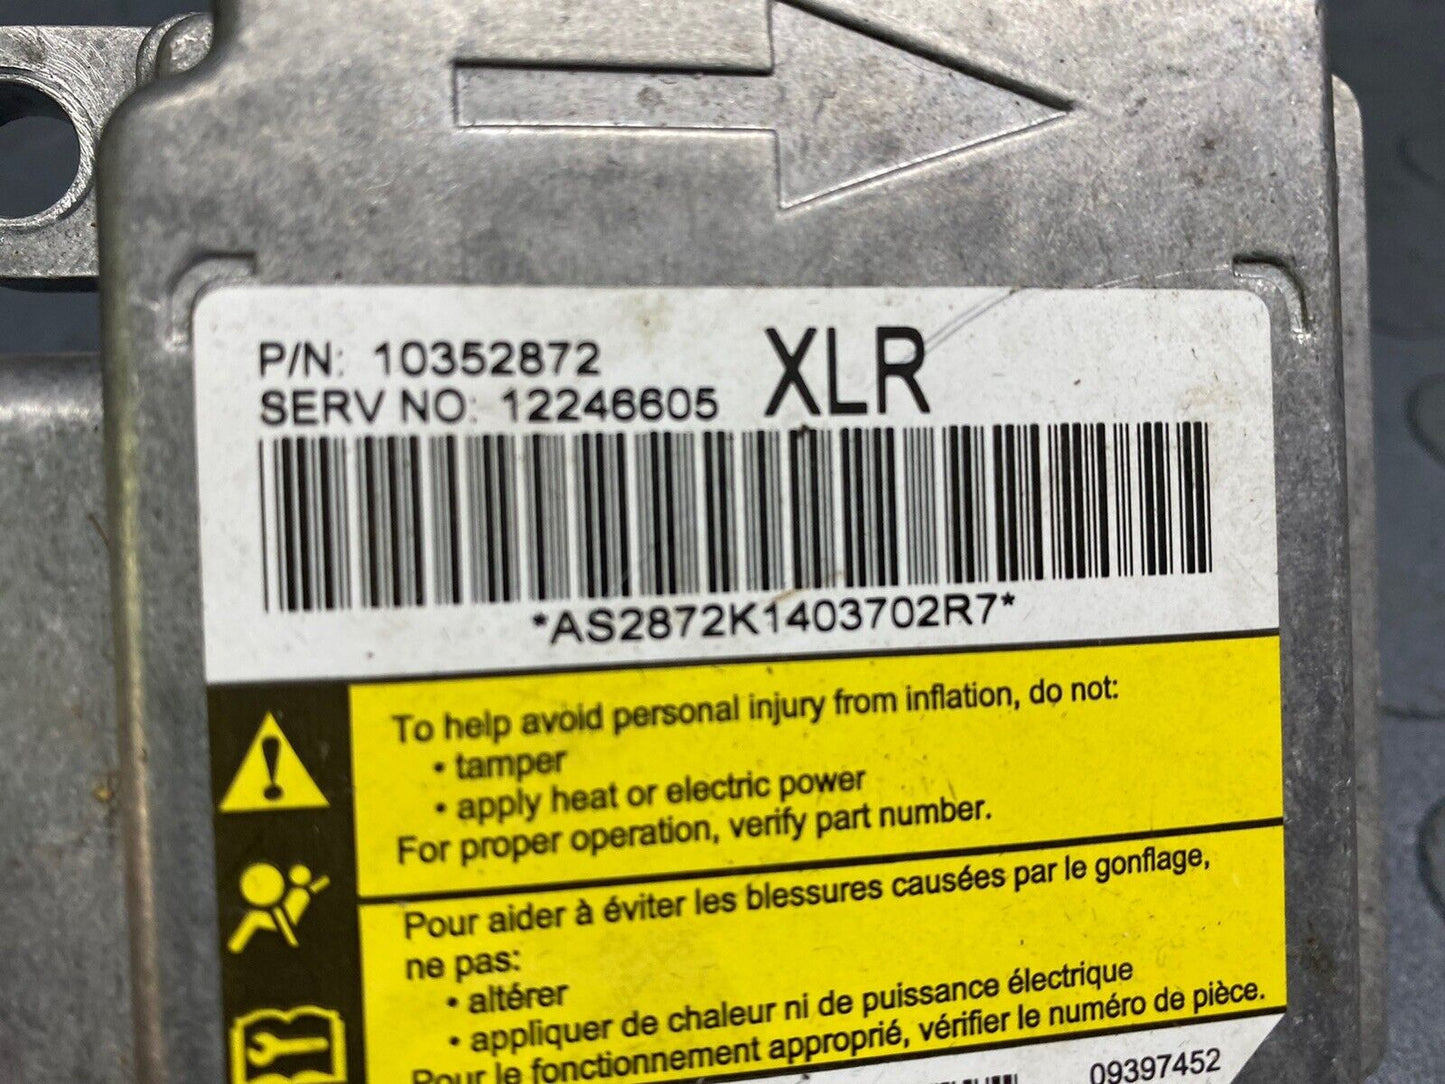 P/N: 10352872
XLR
SERV NO: 12246605
*AS2872K1403702R7*
To help avoid personal injury from inflation, do not:
• tamper
• apply heat or electric power
For proper operation, verify part number.
Pour aider à éviter les blessures causées par le gonflage,
ne pas:
• altérer
• appliquer de chaleur ni de puissance électrique
Pour le fonctionnement approprié, vérifier le numéro de pièce.
09397452